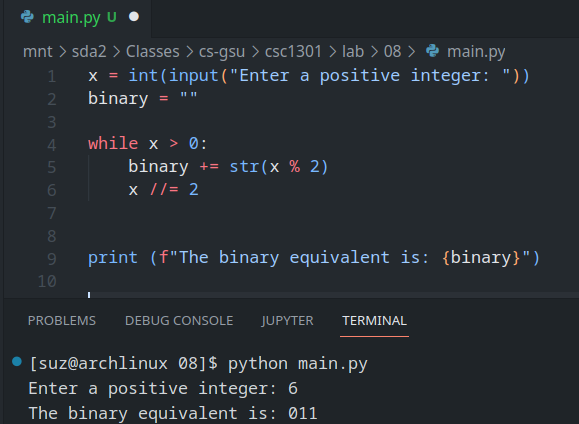 main.py U
mnt > sda2 > Classes > cs-gsu > csc1301 > lab > 08 > main.py
1 x = int(input("Enter a positive integer: "))
2 binary = ""
3
4 while x > 0:
5     binary += str(x % 2)
6     x //= 2
7
8
9 print (f"The binary equivalent is: {binary}")
10
PROBLEMS DEBUG CONSOLE JUPYTER TERMINAL
[suz@archlinux 08]$ python main.py
Enter a positive integer: 6
The binary equivalent is: 011